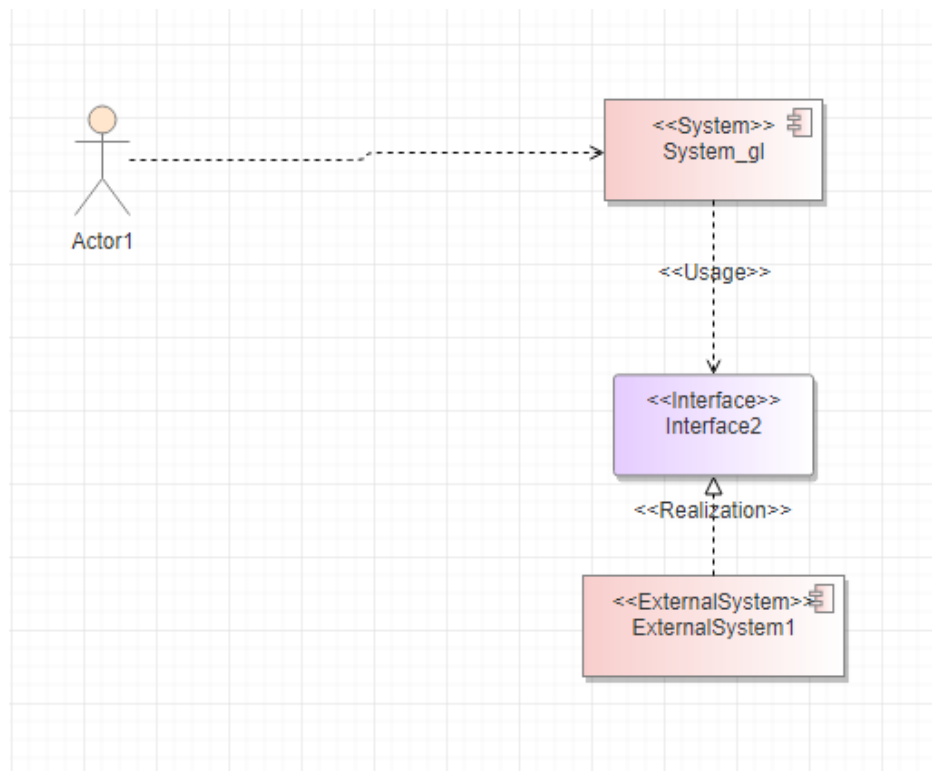 <<System>>
System_gl
Actor1
<<Usage>>
<<Interface>>
Interface2
<<Realization>>
<<ExternalSystem>>
ExternalSystem1